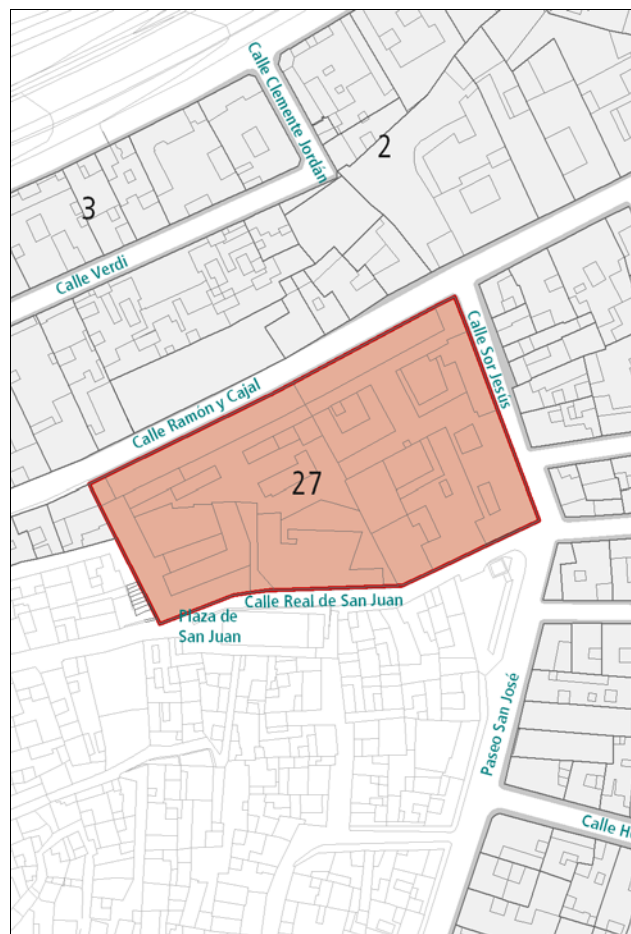 Calle Clemente Jordán
2
3
Calle Verdi
Calle Sor Jesús
Calle Ramón y Cajal
27
Calle Real de San Juan
Plaza de
San Juan
Paseo San José
Calle H